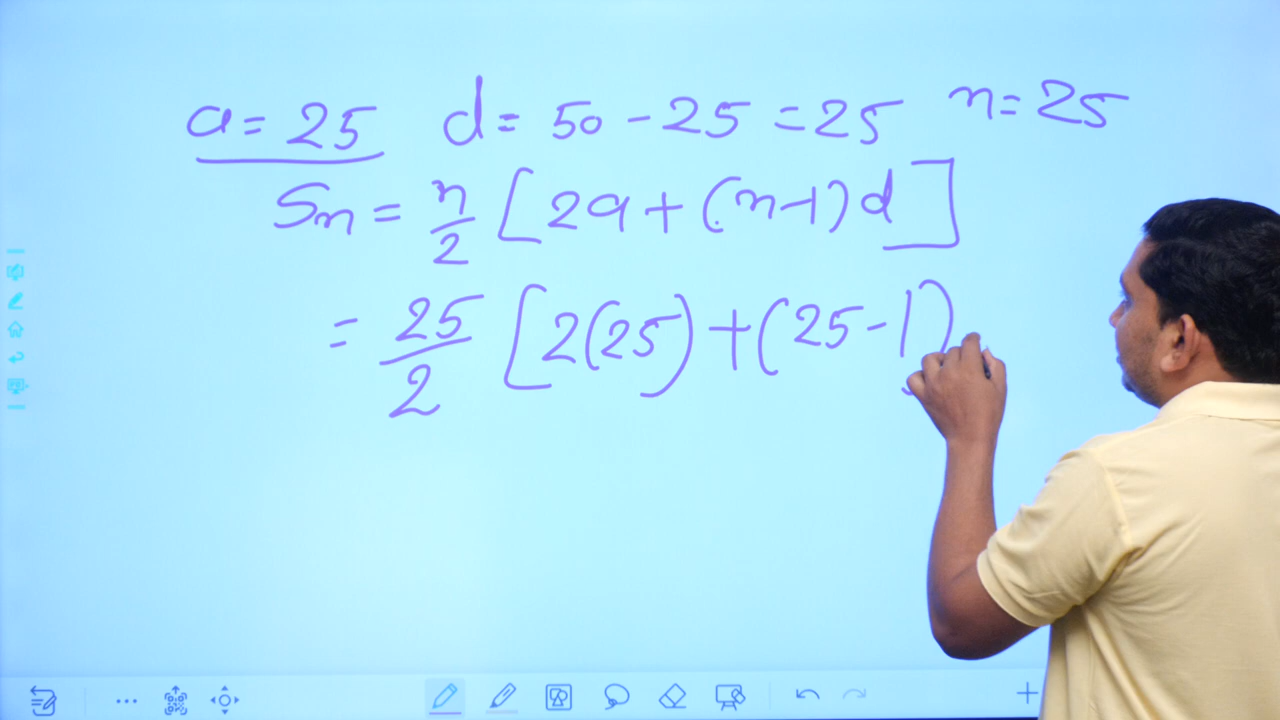 a = 25 d = 50 - 25 = 25 n = 25
Sn = n/2 [2a + (n-1)d]
= 25/2 [2(25) + (25-1)